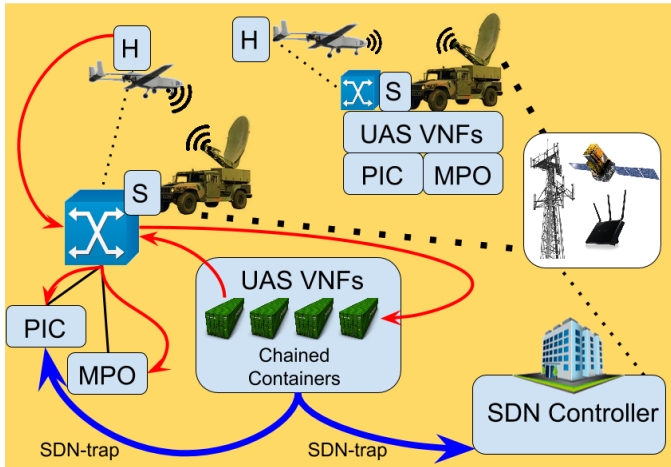 H
H
S
UAS VNFs
PIC
MPO
S
UAS VNFs
PIC
MPO
Chained
Containers
SDN Controller
SDN-trap
SDN-trap